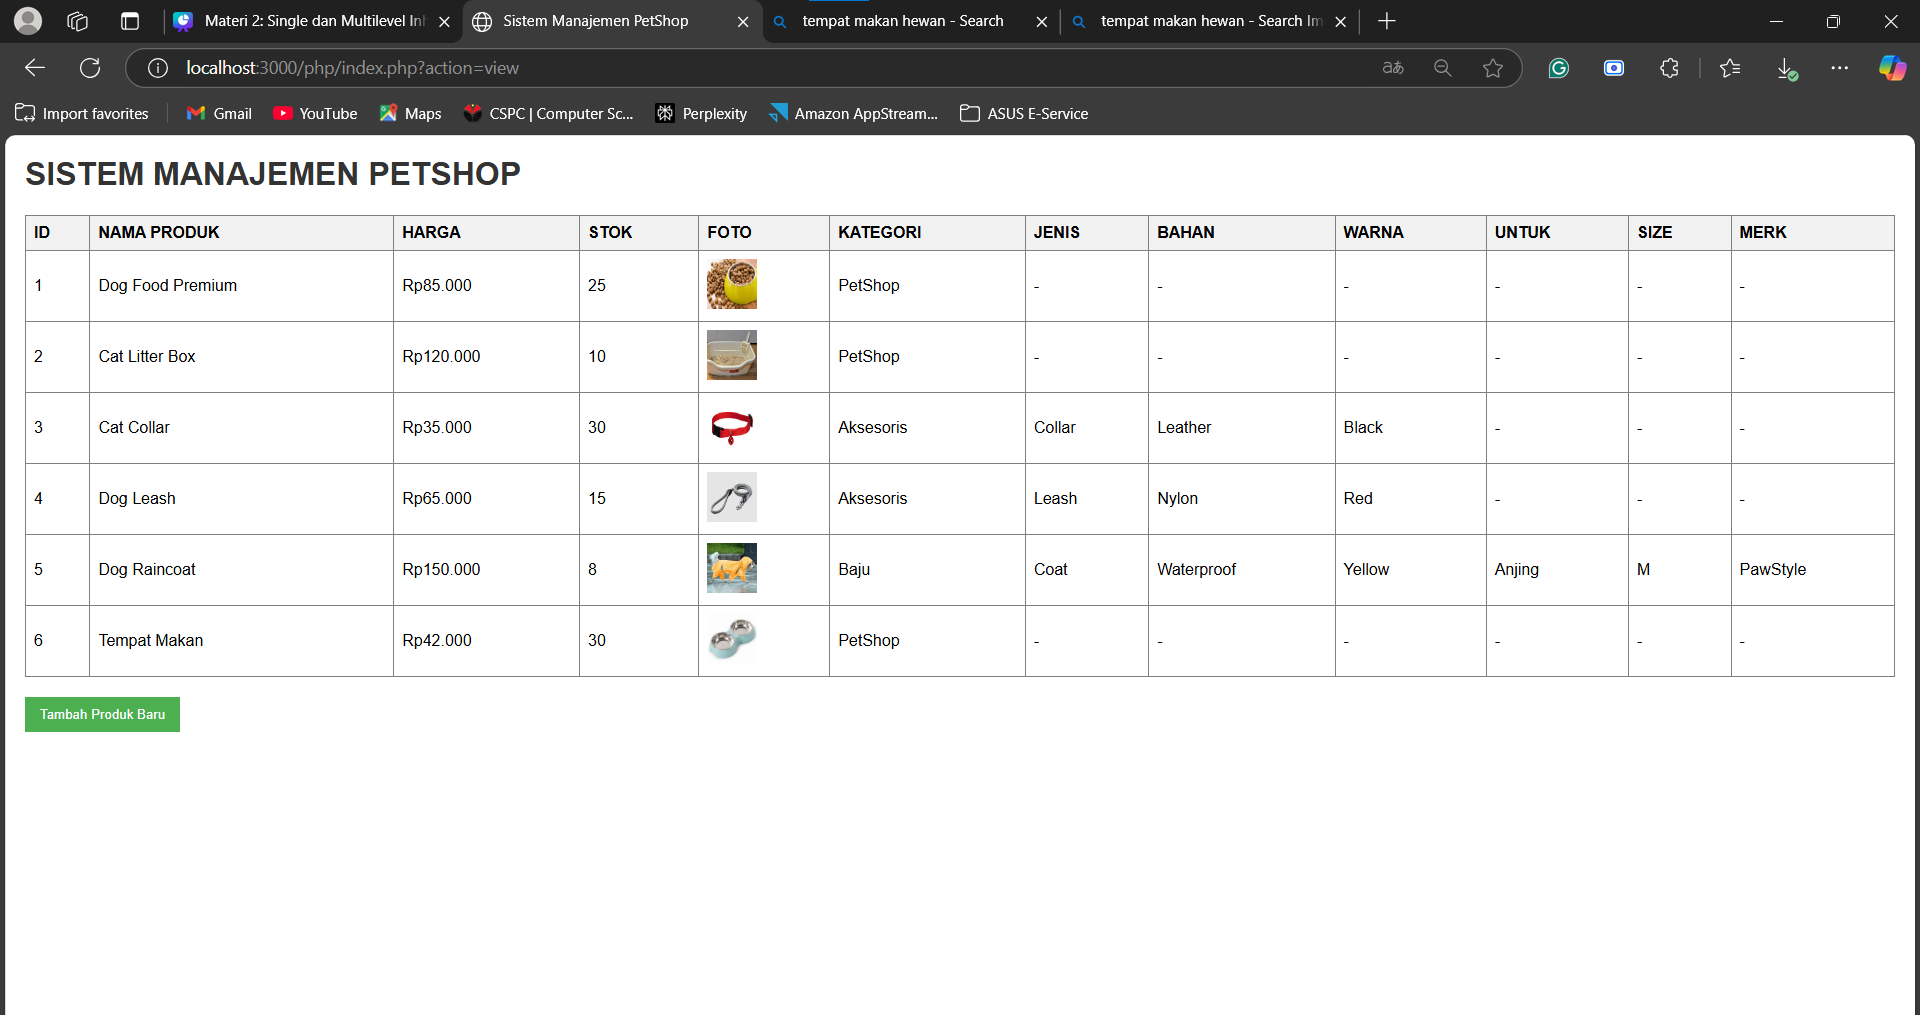 Materi 2: Single dan Multilevel Inh
Sistem Manajemen PetShop
tempat makan hewan - Search
tempat makan hewan - Search Im
localhost:3000/php/index.php?action=view
Import favorites
Gmail
YouTube
Maps
CSPC | Computer Sc...
Perplexity
Amazon AppStream...
ASUS E-Service
SISTEM MANAJEMEN PETSHOP
ID NAMA PRODUK HARGA STOK FOTO KATEGORI JENIS BAHAN WARNA UNTUK SIZE MERK
1 Dog Food Premium Rp85.000 25 PetShop - - - - - -
2 Cat Litter Box Rp120.000 10 PetShop - - - - - -
3 Cat Collar Rp35.000 30 Aksesoris Collar Leather Black - - -
4 Dog Leash Rp65.000 15 Aksesoris Leash Nylon Red - - -
5 Dog Raincoat Rp150.000 8 Baju Coat Waterproof Yellow Anjing M PawStyle
6 Tempat Makan Rp42.000 30 PetShop - - - - - -
Tambah Produk Baru